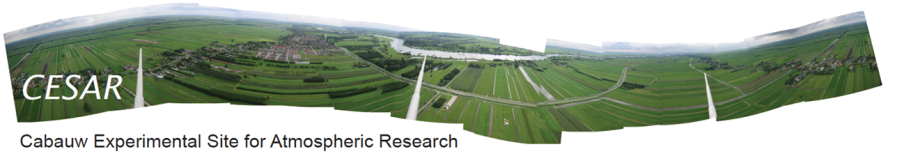 CESAR
Cabauw Experimental Site for Atmospheric Research